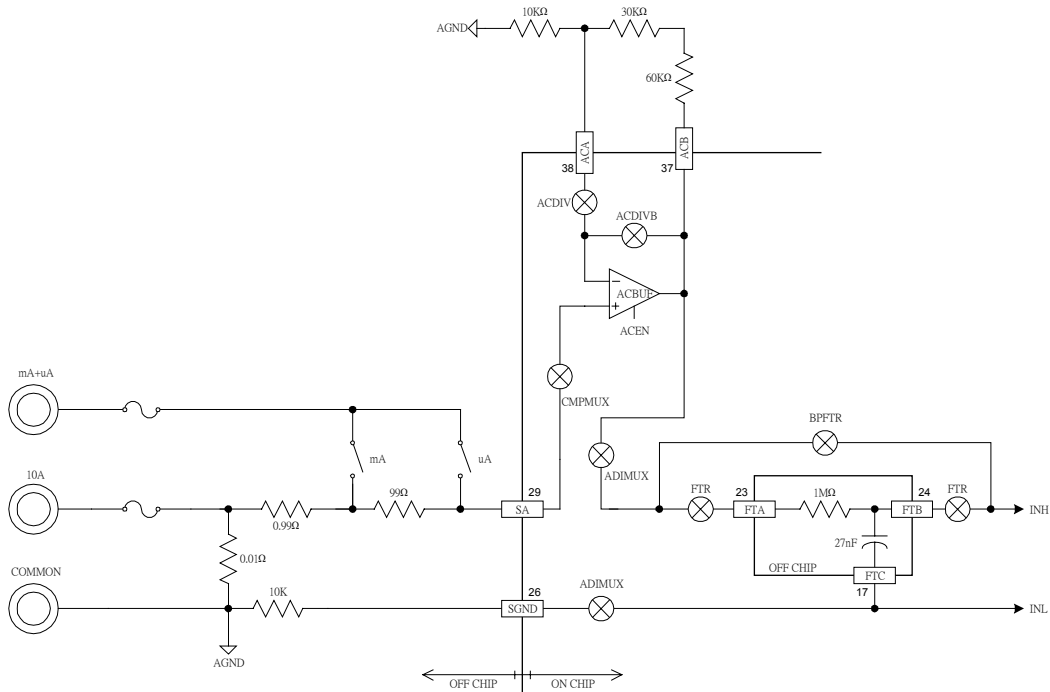 10KΩ
30KΩ
AGND
60KΩ
ACA
ACB
38
37
ACDIV
ACDIVB
ACBUF
ACEN
mA+uA
CMPMUX
BPFTR
mA
uA
ADIMUX
10A
99Ω
29
FTR
23
1MΩ
24
FTR
SA
FTA
FTB
INH
0.99Ω
27nF
0.01Ω
OFF CHIP
FTC
COMMON
10K
26
ADIMUX
17
SGND
INL
AGND
OFF CHIP
ON CHIP